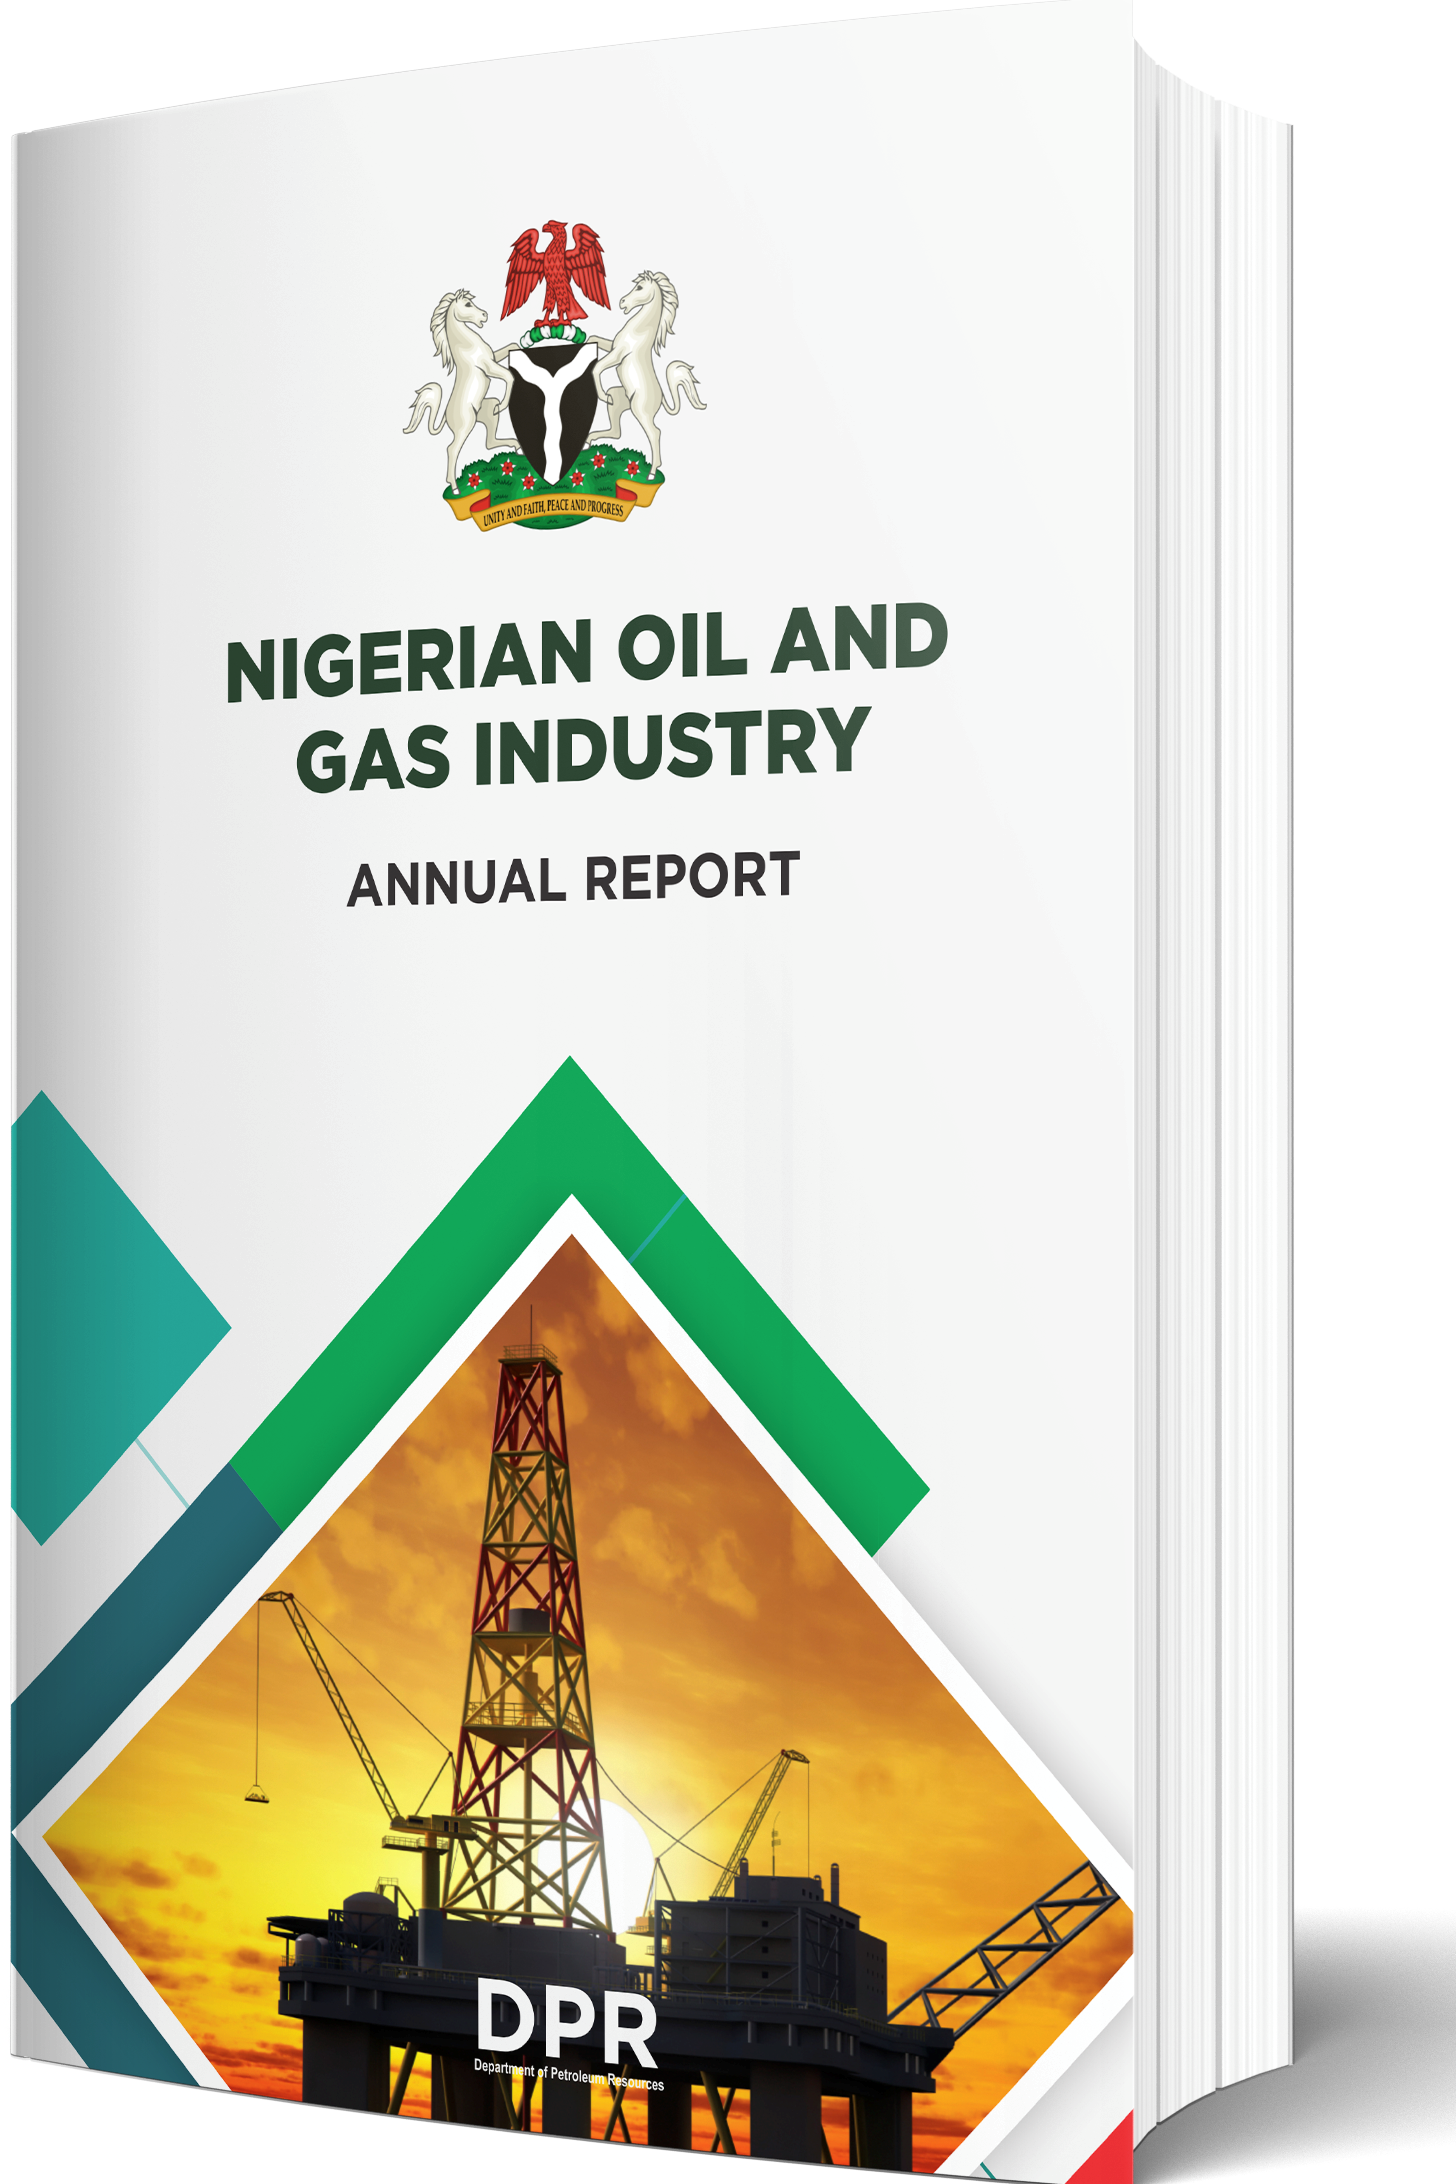 UNITY AND FAITH, PEACE AND PROGRESS
NIGERIAN OIL AND
GAS INDUSTRY
ANNUAL REPORT
DPR
Department of Petroleum Resources